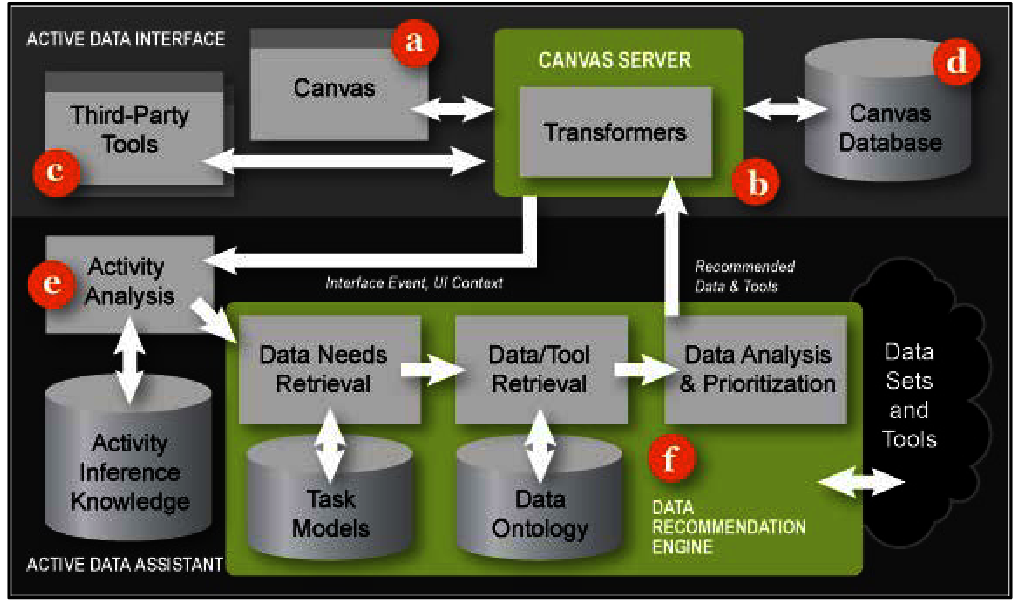 ACTIVE DATA INTERFACE
a
Canvas
CANVAS SERVER
Transformers
b
d
Canvas
Database
Third-Party
Tools
c
e
Activity
Analysis
Interface Event, UI Context
Recommended
Data & Tools
Data Needs
Retrieval
Data/Tool
Retrieval
Data Analysis
& Prioritization
Data
Sets
and
Tools
Activity
Inference
Knowledge
Task
Models
Data
Ontology
f
DATA
RECOMMENDATION
ENGINE
ACTIVE DATA ASSISTANT